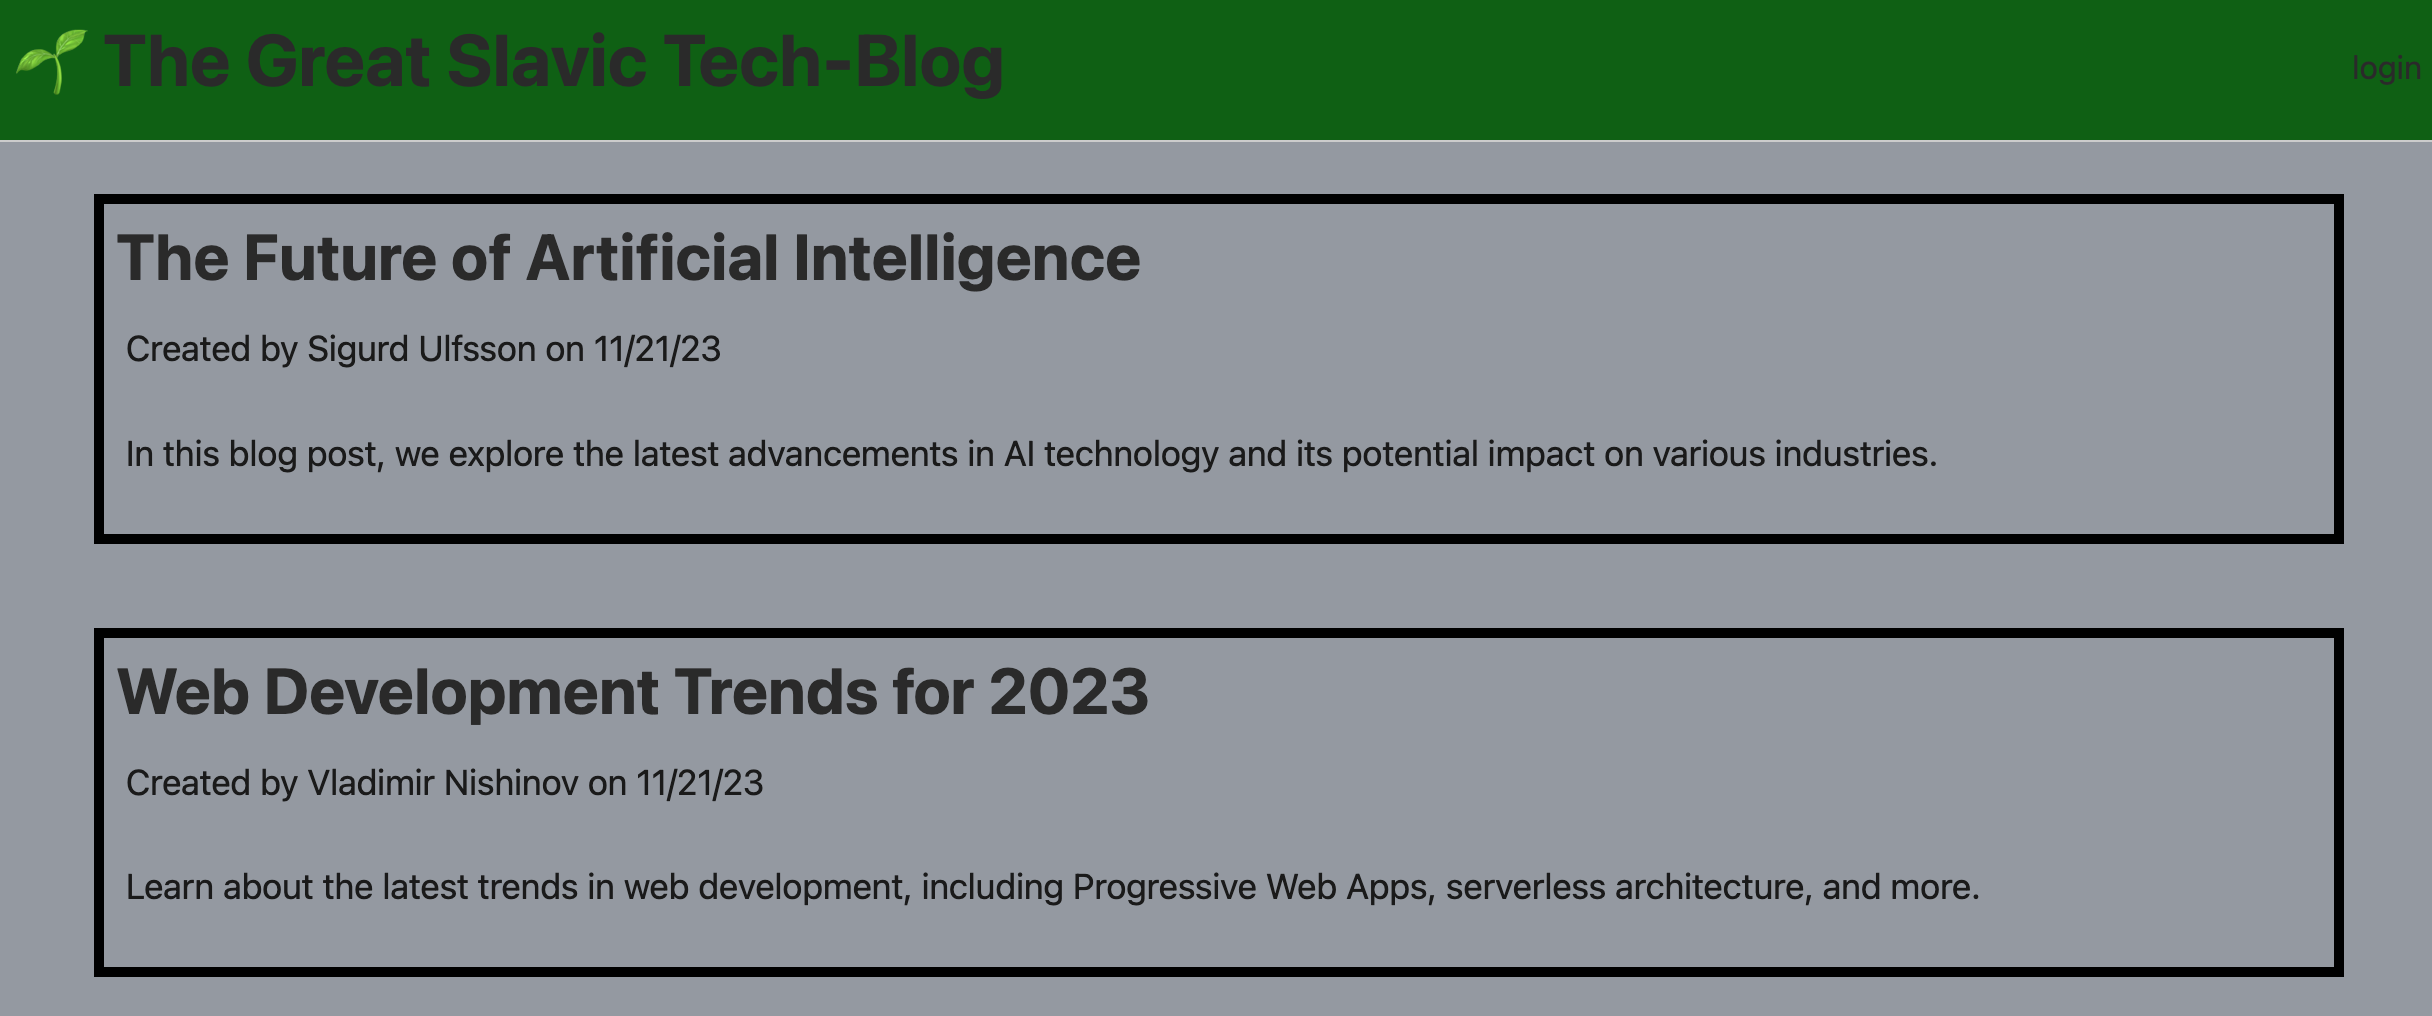 The Great Slavic Tech-Blog
login
The Future of Artificial Intelligence
Created by Sigurd Ulfsson on 11/21/23
In this blog post, we explore the latest advancements in AI technology and its potential impact on various industries.
Web Development Trends for 2023
Created by Vladimir Nishinov on 11/21/23
Learn about the latest trends in web development, including Progressive Web Apps, serverless architecture, and more.